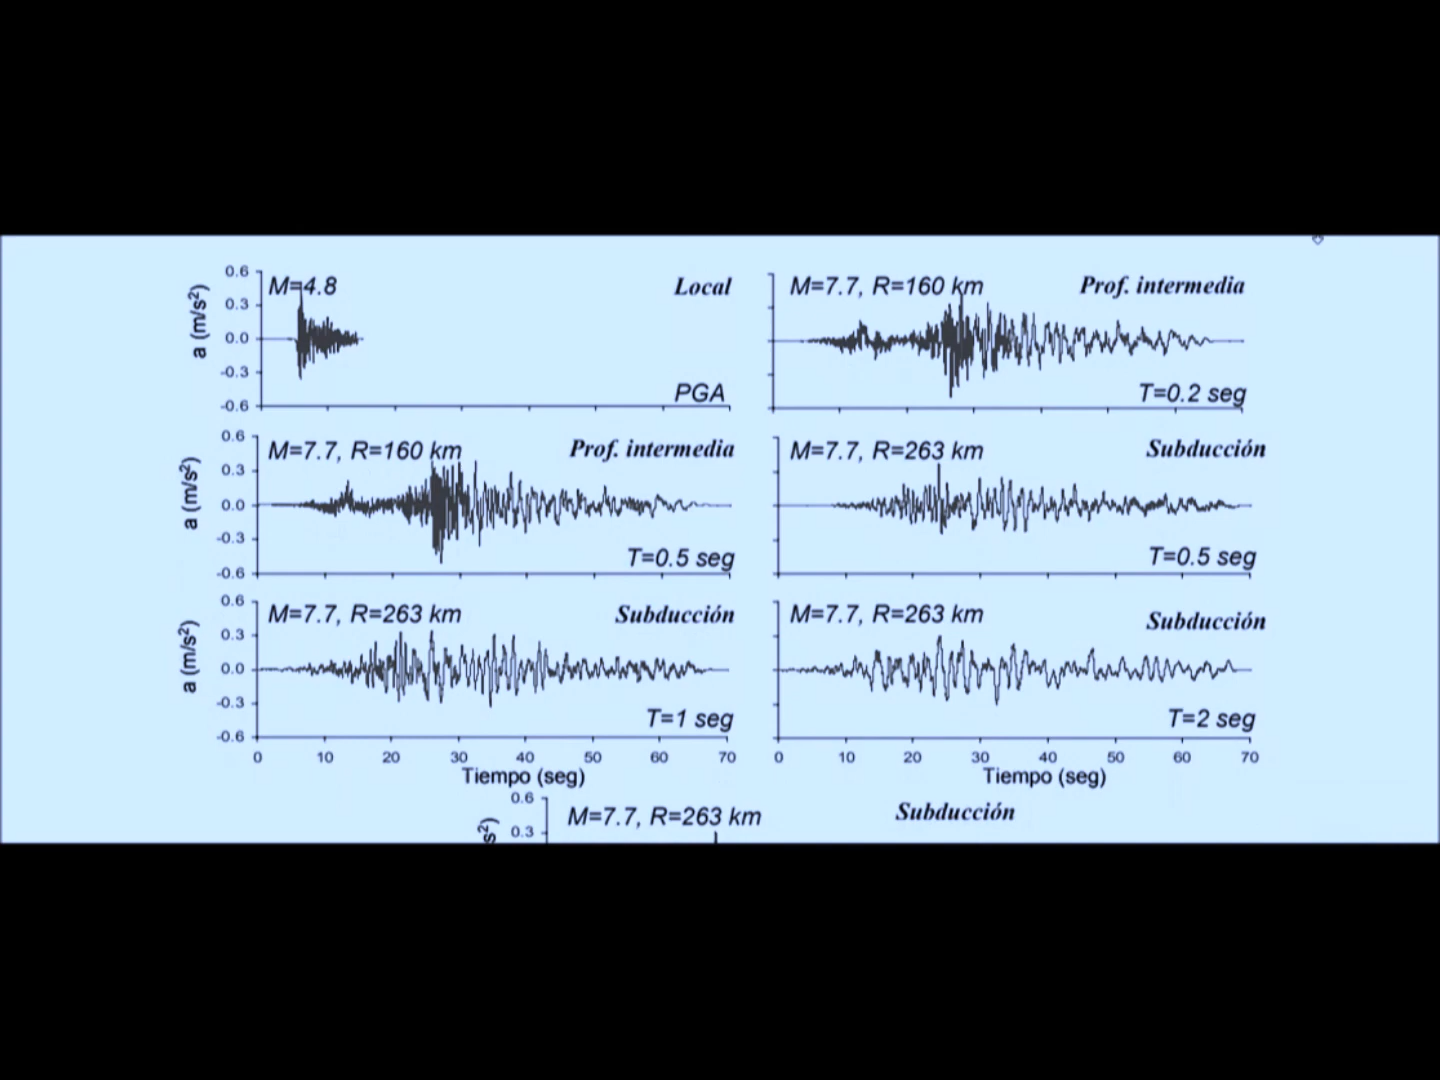 0.6
M=4.8
Local
0.3
a (m/s²)
0.0
-0.3
PGA
-0.6
M=7.7, R=160 km
Prof. intermedia
T=0.2 seg
0.6
M=7.7, R=160 km
Prof. intermedia
0.3
a (m/s²)
0.0
-0.3
T=0.5 seg
-0.6
M=7.7, R=263 km
Subducción
T=0.5 seg
0.6
M=7.7, R=263 km
Subducción
0.3
a (m/s²)
0.0
-0.3
T=1 seg
-0.6
0 10 20 30 40 50 60 70
Tiempo (seg)
M=7.7, R=263 km
Subducción
T=2 seg
0 10 20 30 40 50 60 70
Tiempo (seg)
0.6
M=7.7, R=263 km
Subducción
0.3
s²)